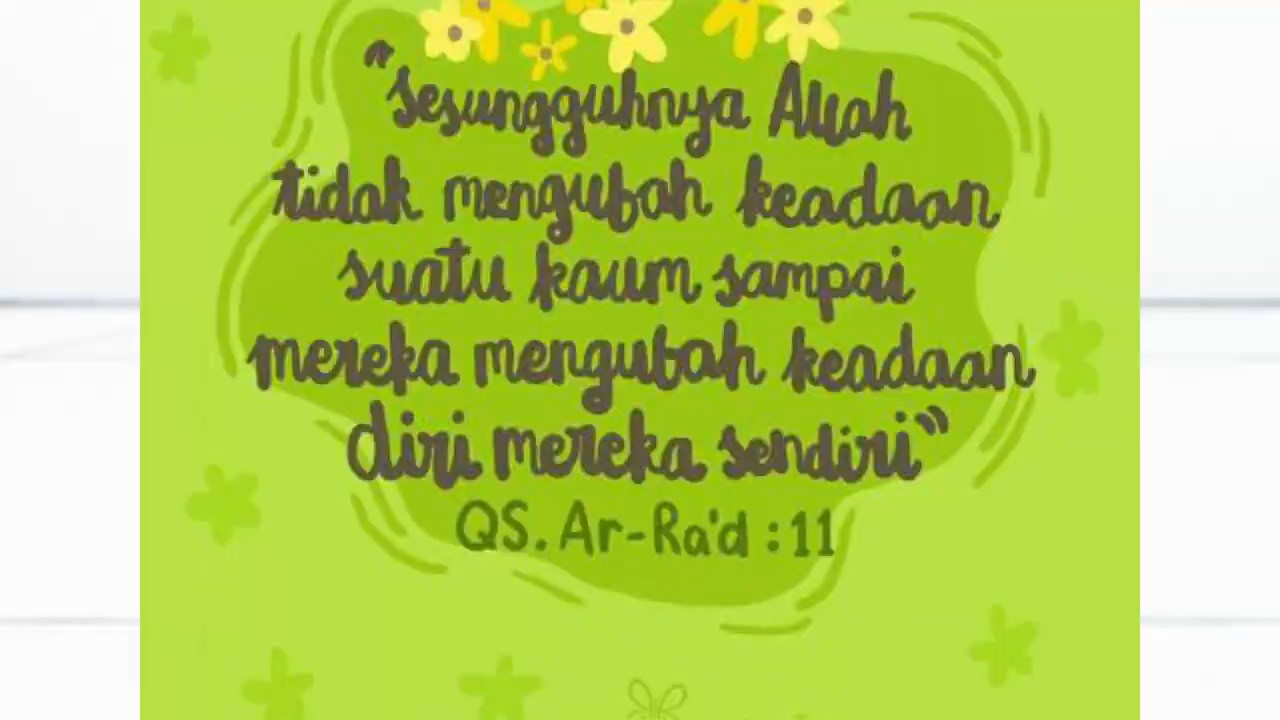 "Sesungguhnya Allah
tidak mengubah keadaan
suatu kaum sampai
mereka mengubah keadaan
diri mereka sendiri"
QS. Ar-Ra'd : 11